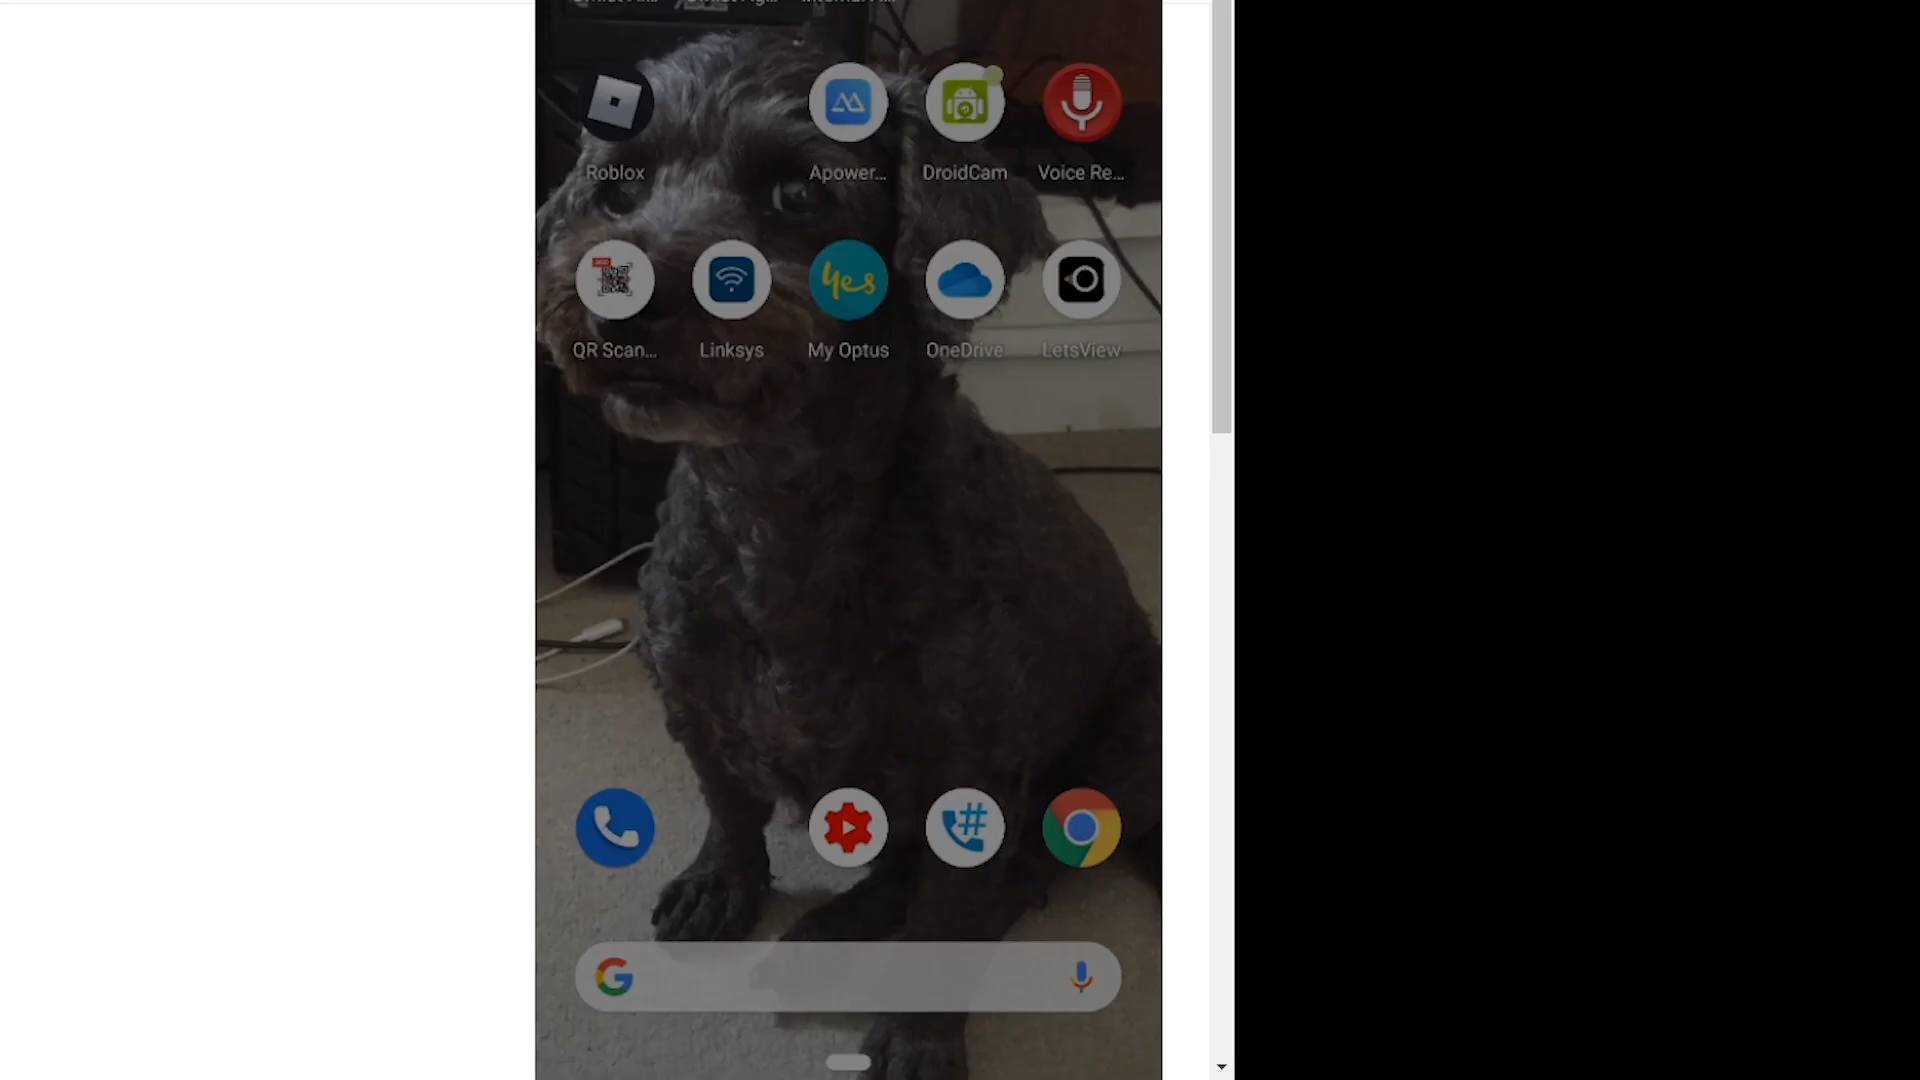 Roblox
Apower...
DroidCam
Voice Re...
yes
QR Scan...
Linksys
My Optus
OneDrive
LetsView